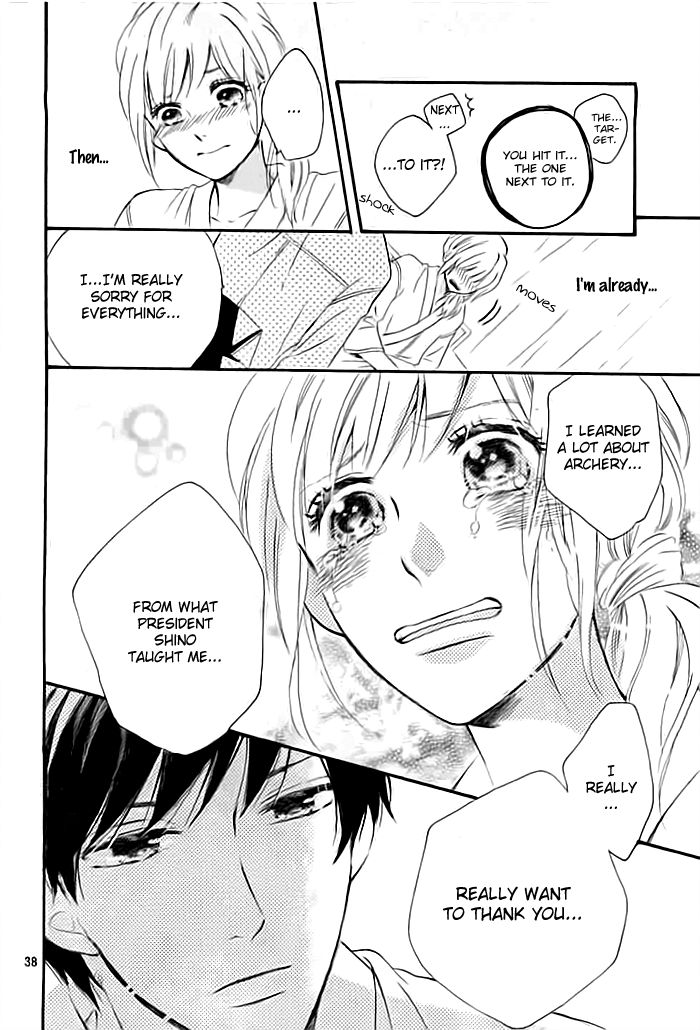 THE...
TAR-
GET.
YOU HIT IT...
THE ONE
NEXT TO IT.
NEXT
...
...TO IT?!
shock
...
Then...
I'm already...
moves
I...I'M REALLY
SORRY FOR
EVERYTHING...
I LEARNED
A LOT ABOUT
ARCHERY...
FROM WHAT
PRESIDENT
SHINO
TAUGHT ME...
I
REALLY
...
REALLY WANT
TO THANK YOU...
38